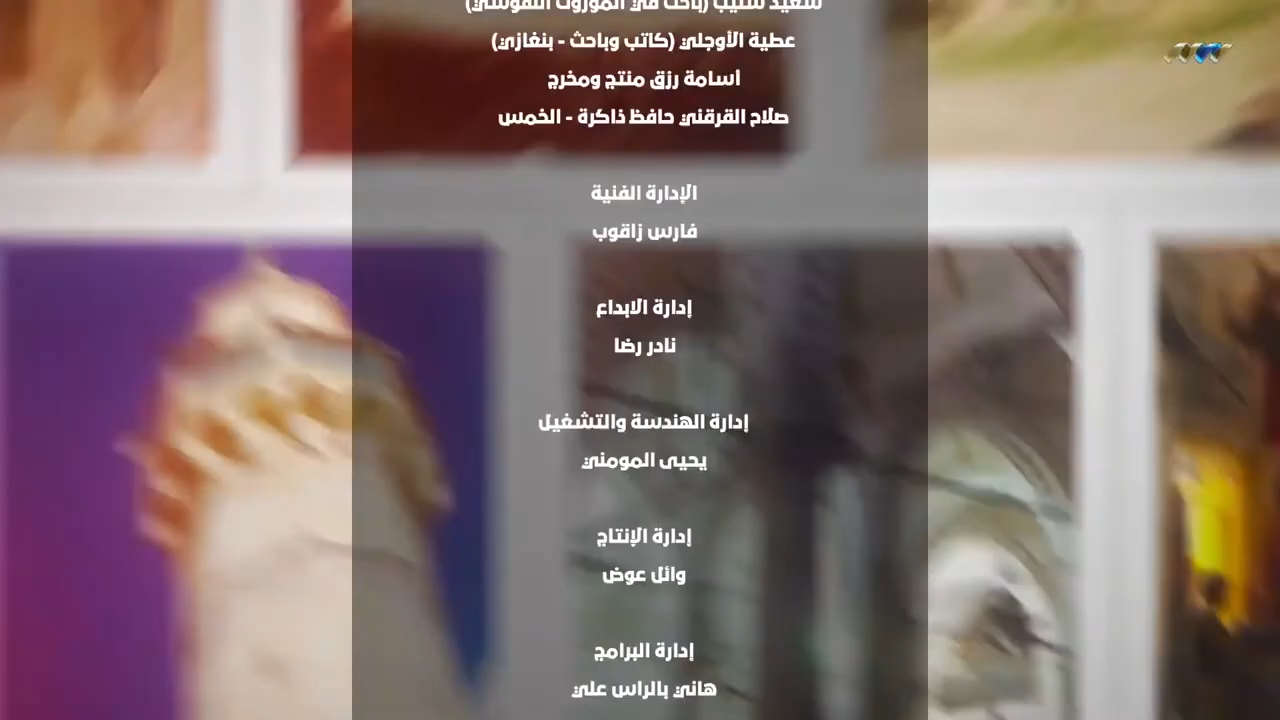 عطية الأوجلي (كاتب وباحث - بنغازي)
أسامة رزق منتج ومخرج
صلاح القرقني حافظ ذاكرة - الخمس
الإدارة الفنية
فارس زاقوب
إدارة الابداع
نادر رضا
إدارة الهندسة والتشغيل
يحيى المومني
إدارة الإنتاج
وائل عوض
إدارة البرامج
هاني بالراس علي